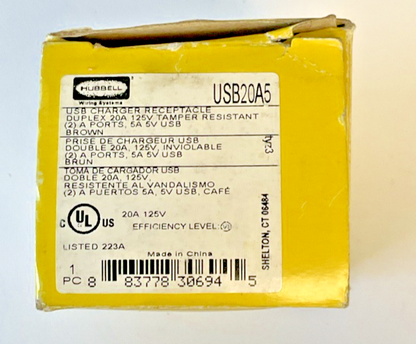 HUBBELL
Wiring Systems
USB20A5
USB CHARGER RECEPTACLE
DUPLEX 20A 125V TAMPER RESISTANT
(2) A PORTS, 5A 5V USB
BROWN
PRISE DE CHARGEUR USB
DOUBLE 20A, 125V, INVIOLABLE
(2) A PORTS, 5A 5V USB
BRUN
TOMA DE CARGADOR USB
DOBLE 20A, 125V,
RESISTENTE AL VANDALISMO
(2) A PUERTOS 5A, 5V USB, CAFÉ
C UL US
20A 125V
EFFICIENCY LEVEL: VI
LISTED 223A
Made in China
SHELTON, CT 06484
1
PC
8 83778 30694 5